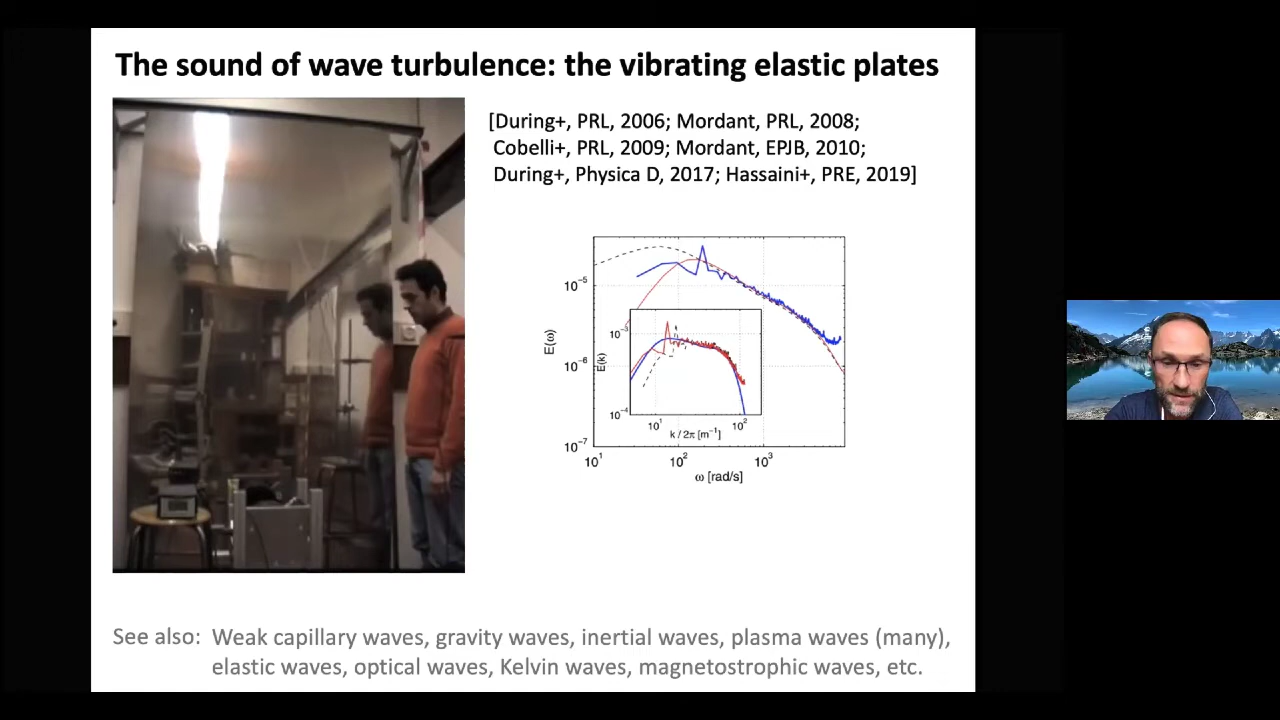 The sound of wave turbulence: the vibrating elastic plates
[During+, PRL, 2006; Mordant, PRL, 2008;
Cobelli+, PRL, 2009; Mordant, EPJB, 2010;
During+, Physica D, 2017; Hassaini+, PRE, 2019]
10⁻⁵
10⁻⁶
10⁻⁷
E(ω)
10⁻³
10⁻⁴
E(k)
10¹
10²
k / 2π [m⁻¹]
10¹
10²
10³
ω [rad/s]
See also: Weak capillary waves, gravity waves, inertial waves, plasma waves (many),
elastic waves, optical waves, Kelvin waves, magnetostrophic waves, etc.